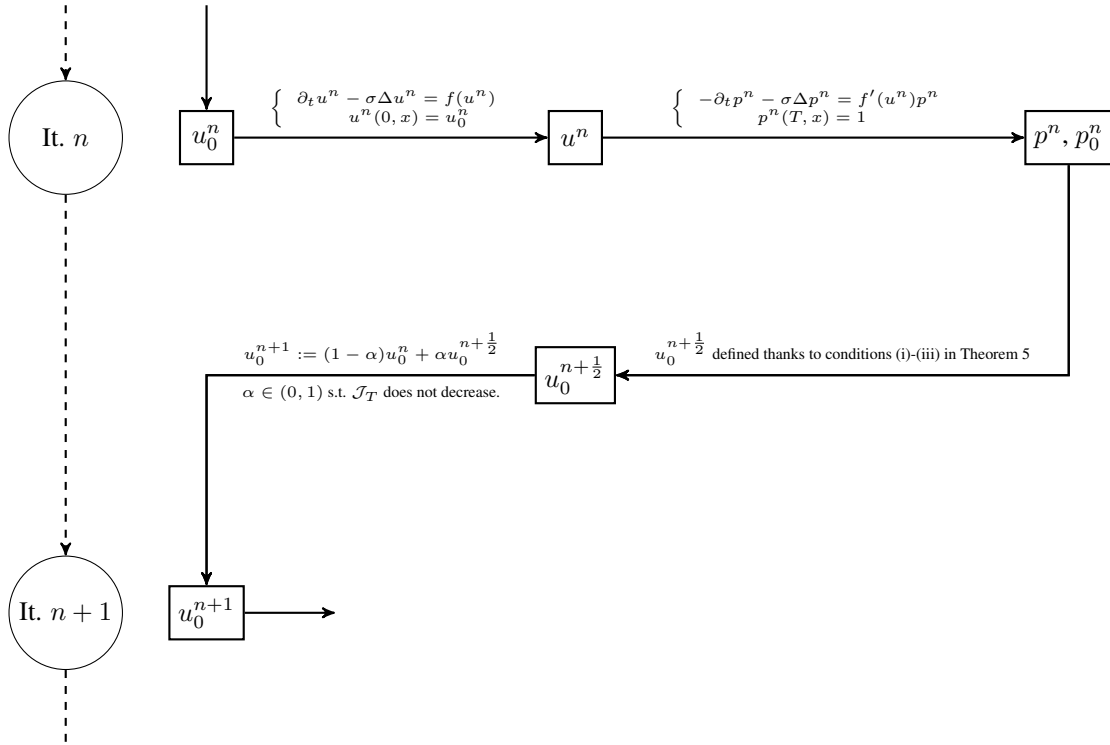 It. n
u_0^n
{ ∂_t u^n − σΔu^n = f(u^n)
u^n(0, x) = u_0^n
u^n
{ −∂_t p^n − σΔp^n = f′(u^n)p^n
p^n(T, x) = 1
p^n, p_0^n
u_0^{n+1/2} defined thanks to conditions (i)-(iii) in Theorem 5
u_0^{n+1/2}
u_0^{n+1} := (1 − α)u_0^n + αu_0^{n+1/2}
α ∈ (0, 1) s.t. 𝒥_T does not decrease.
It. n + 1
u_0^{n+1}